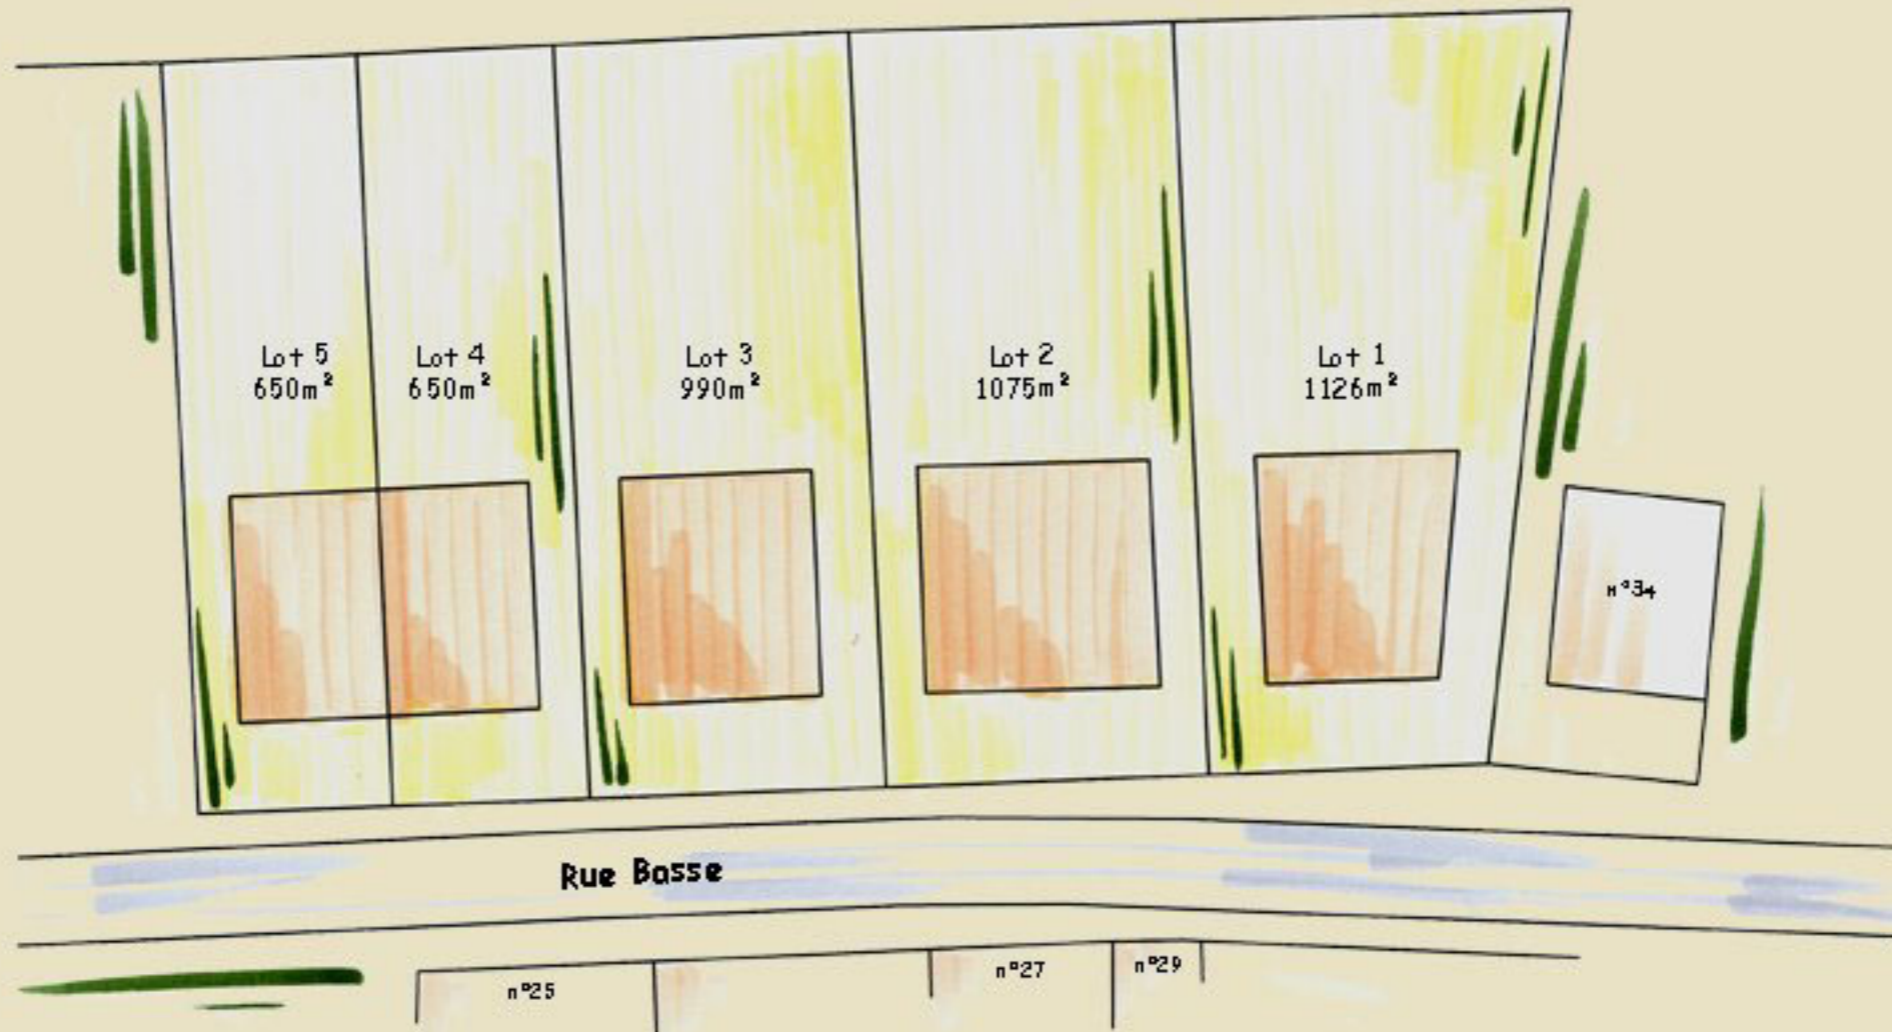 Lot 5
650m²
Lot 4
650m²
Lot 3
990m²
Lot 2
1075m²
Lot 1
1126m²
n°34
Rue Basse
n°25
n°27
n°29